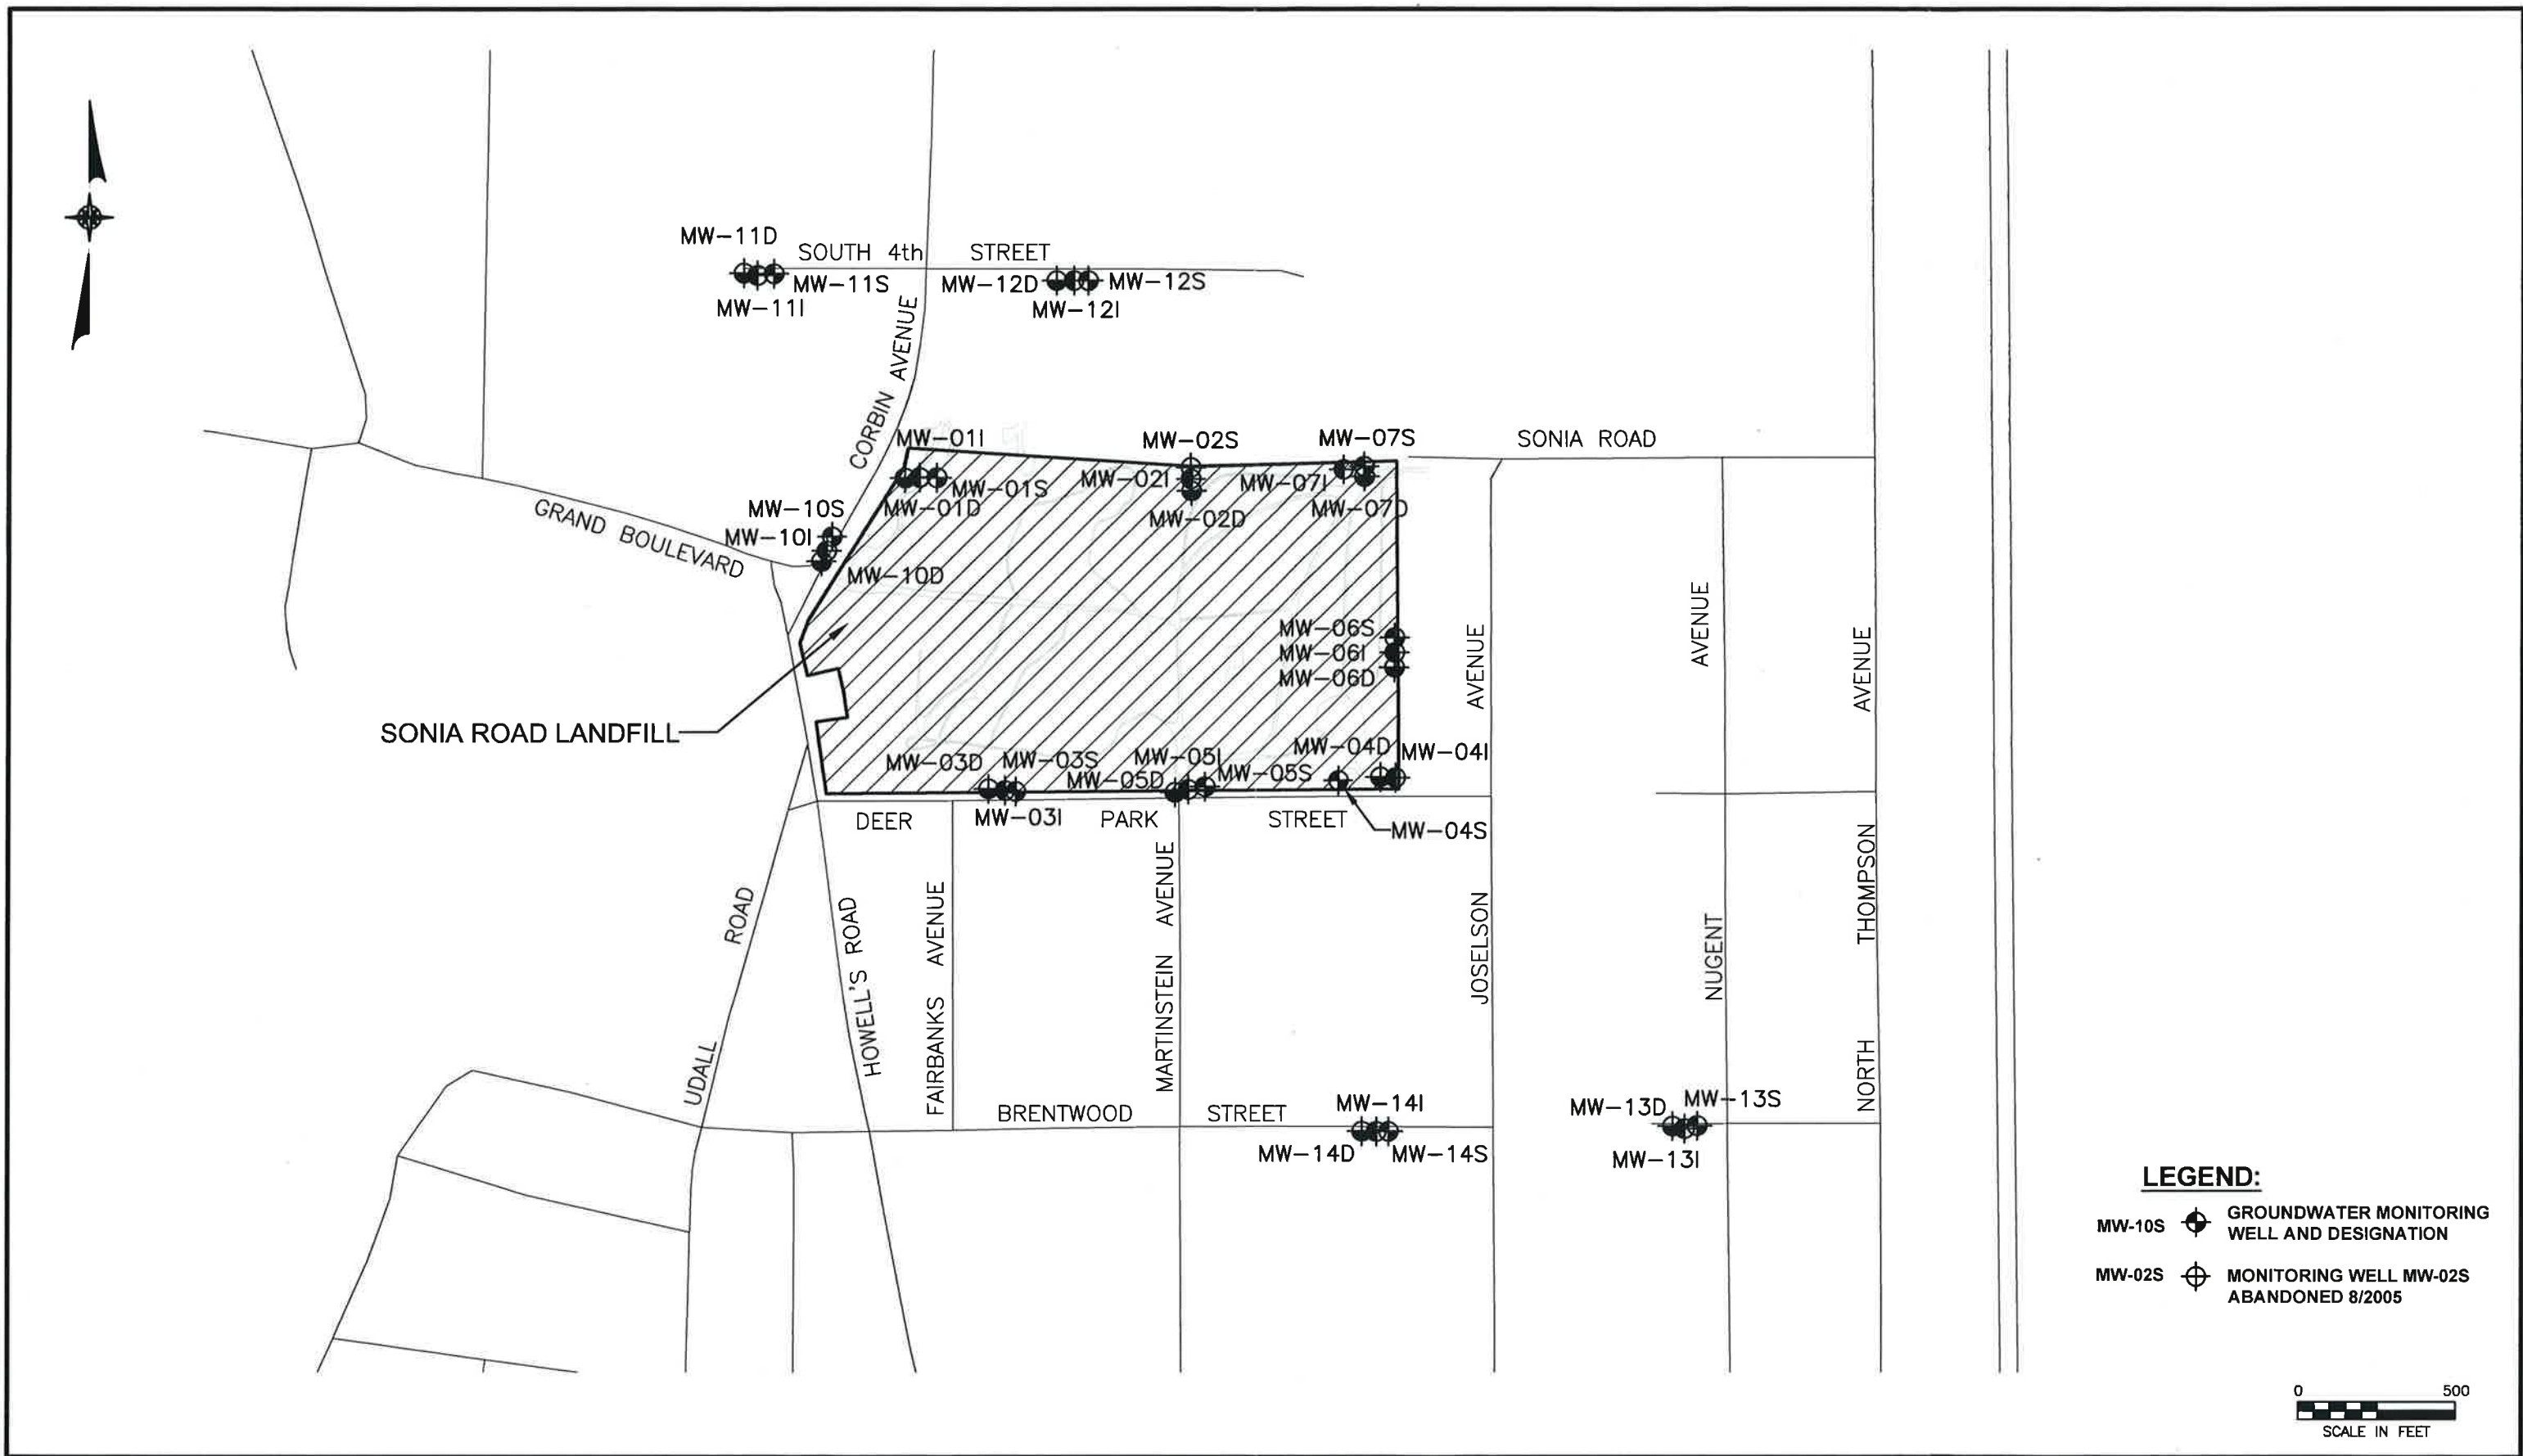 MW-11D
SOUTH 4th STREET
MW-11S
MW-12D
MW-12S
MW-11I
MW-12I
CORBIN AVENUE
MW-01I
MW-02S
MW-07S
SONIA ROAD
MW-02I
MW-07I
MW-01S
MW-01D
MW-02D
MW-07D
MW-10S
MW-10I
GRAND BOULEVARD
MW-10D
MW-06S
MW-06I
MW-06D
SONIA ROAD LANDFILL
MW-03D
MW-03S
MW-05I
MW-04D
MW-04I
MW-05D
MW-05S
DEER PARK STREET
MW-03I
MW-04S
UDALL ROAD
HOWELL'S ROAD
FAIRBANKS AVENUE
MARTINSTEIN AVENUE
JOSELSON AVENUE
NUGENT AVENUE
NORTH THOMPSON AVENUE
BRENTWOOD STREET
MW-14I
MW-14D
MW-14S
MW-13D
MW-13S
MW-13I
LEGEND:
MW-10S
GROUNDWATER MONITORING
WELL AND DESIGNATION
MW-02S
MONITORING WELL MW-02S
ABANDONED 8/2005
0 500
SCALE IN FEET
N